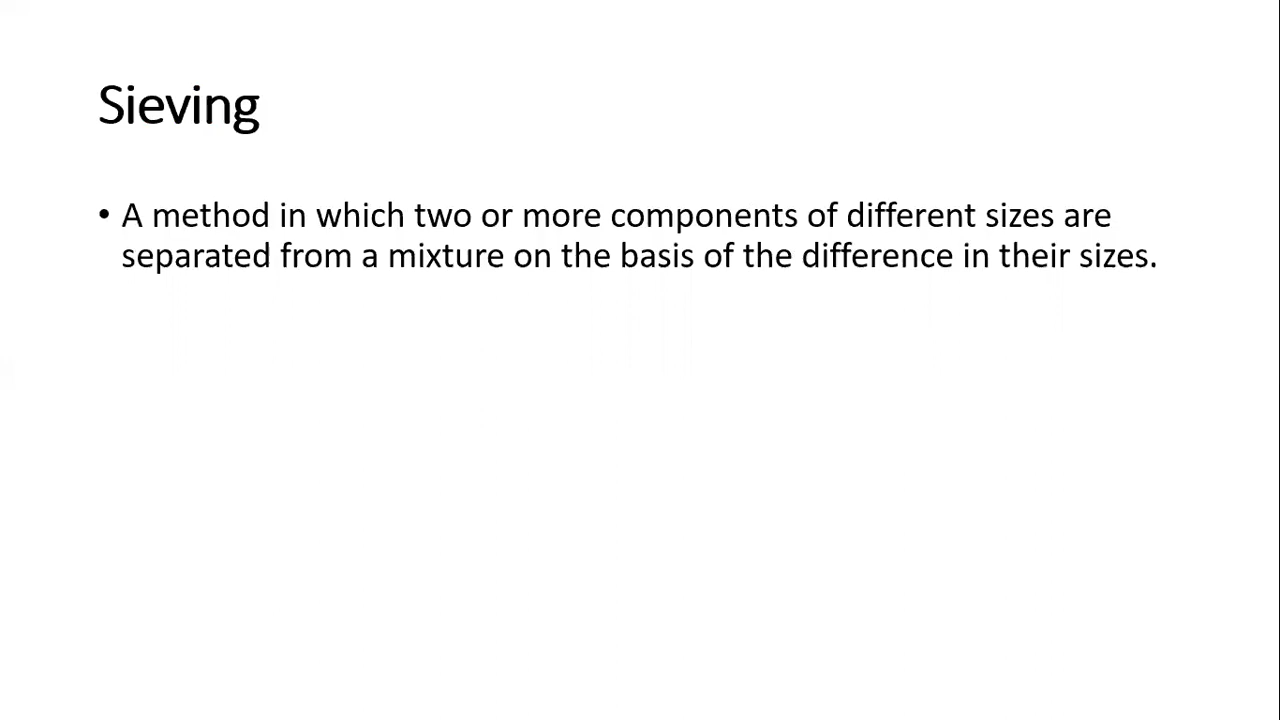 Sieving
• A method in which two or more components of different sizes are
separated from a mixture on the basis of the difference in their sizes.